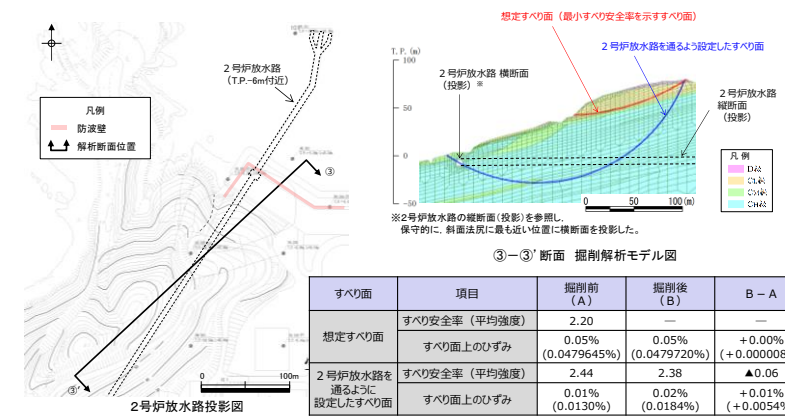 2号炉放水路
(T.P.-6m付近)
凡例
防波壁
解析断面位置
③
③’
0 100m
2号炉放水路投影図
想定すべり面（最小すべり安全率を示すすべり面）
2号炉放水路を通るよう設定したすべり面
T.P.(m)
100
50
0
-50
2号炉放水路 横断面
（投影）※
2号炉放水路
縦断面
（投影）
凡例
D級
CL級
CM級
CH級
0 50 100(m)
※2号炉放水路の縦断面(投影)を参照し、
保守的に、斜面法尻に最も近い位置に横断面を投影した。
③－③’断面 掘削解析モデル図
すべり面 項目 掘削前（A） 掘削後（B） B－A
想定すべり面 すべり安全率（平均強度） 2.20 ― ―
すべり面上のひずみ 0.05% 0.05% +0.00%
(0.0479645%) (0.0479720%) (+0.000008
2号炉放水路を通るように設定したすべり面 すべり安全率（平均強度） 2.44 2.38 ▲0.06
すべり面上のひずみ 0.01% 0.02% +0.01%
(0.0130%) (0.0184%) (+0.0054%